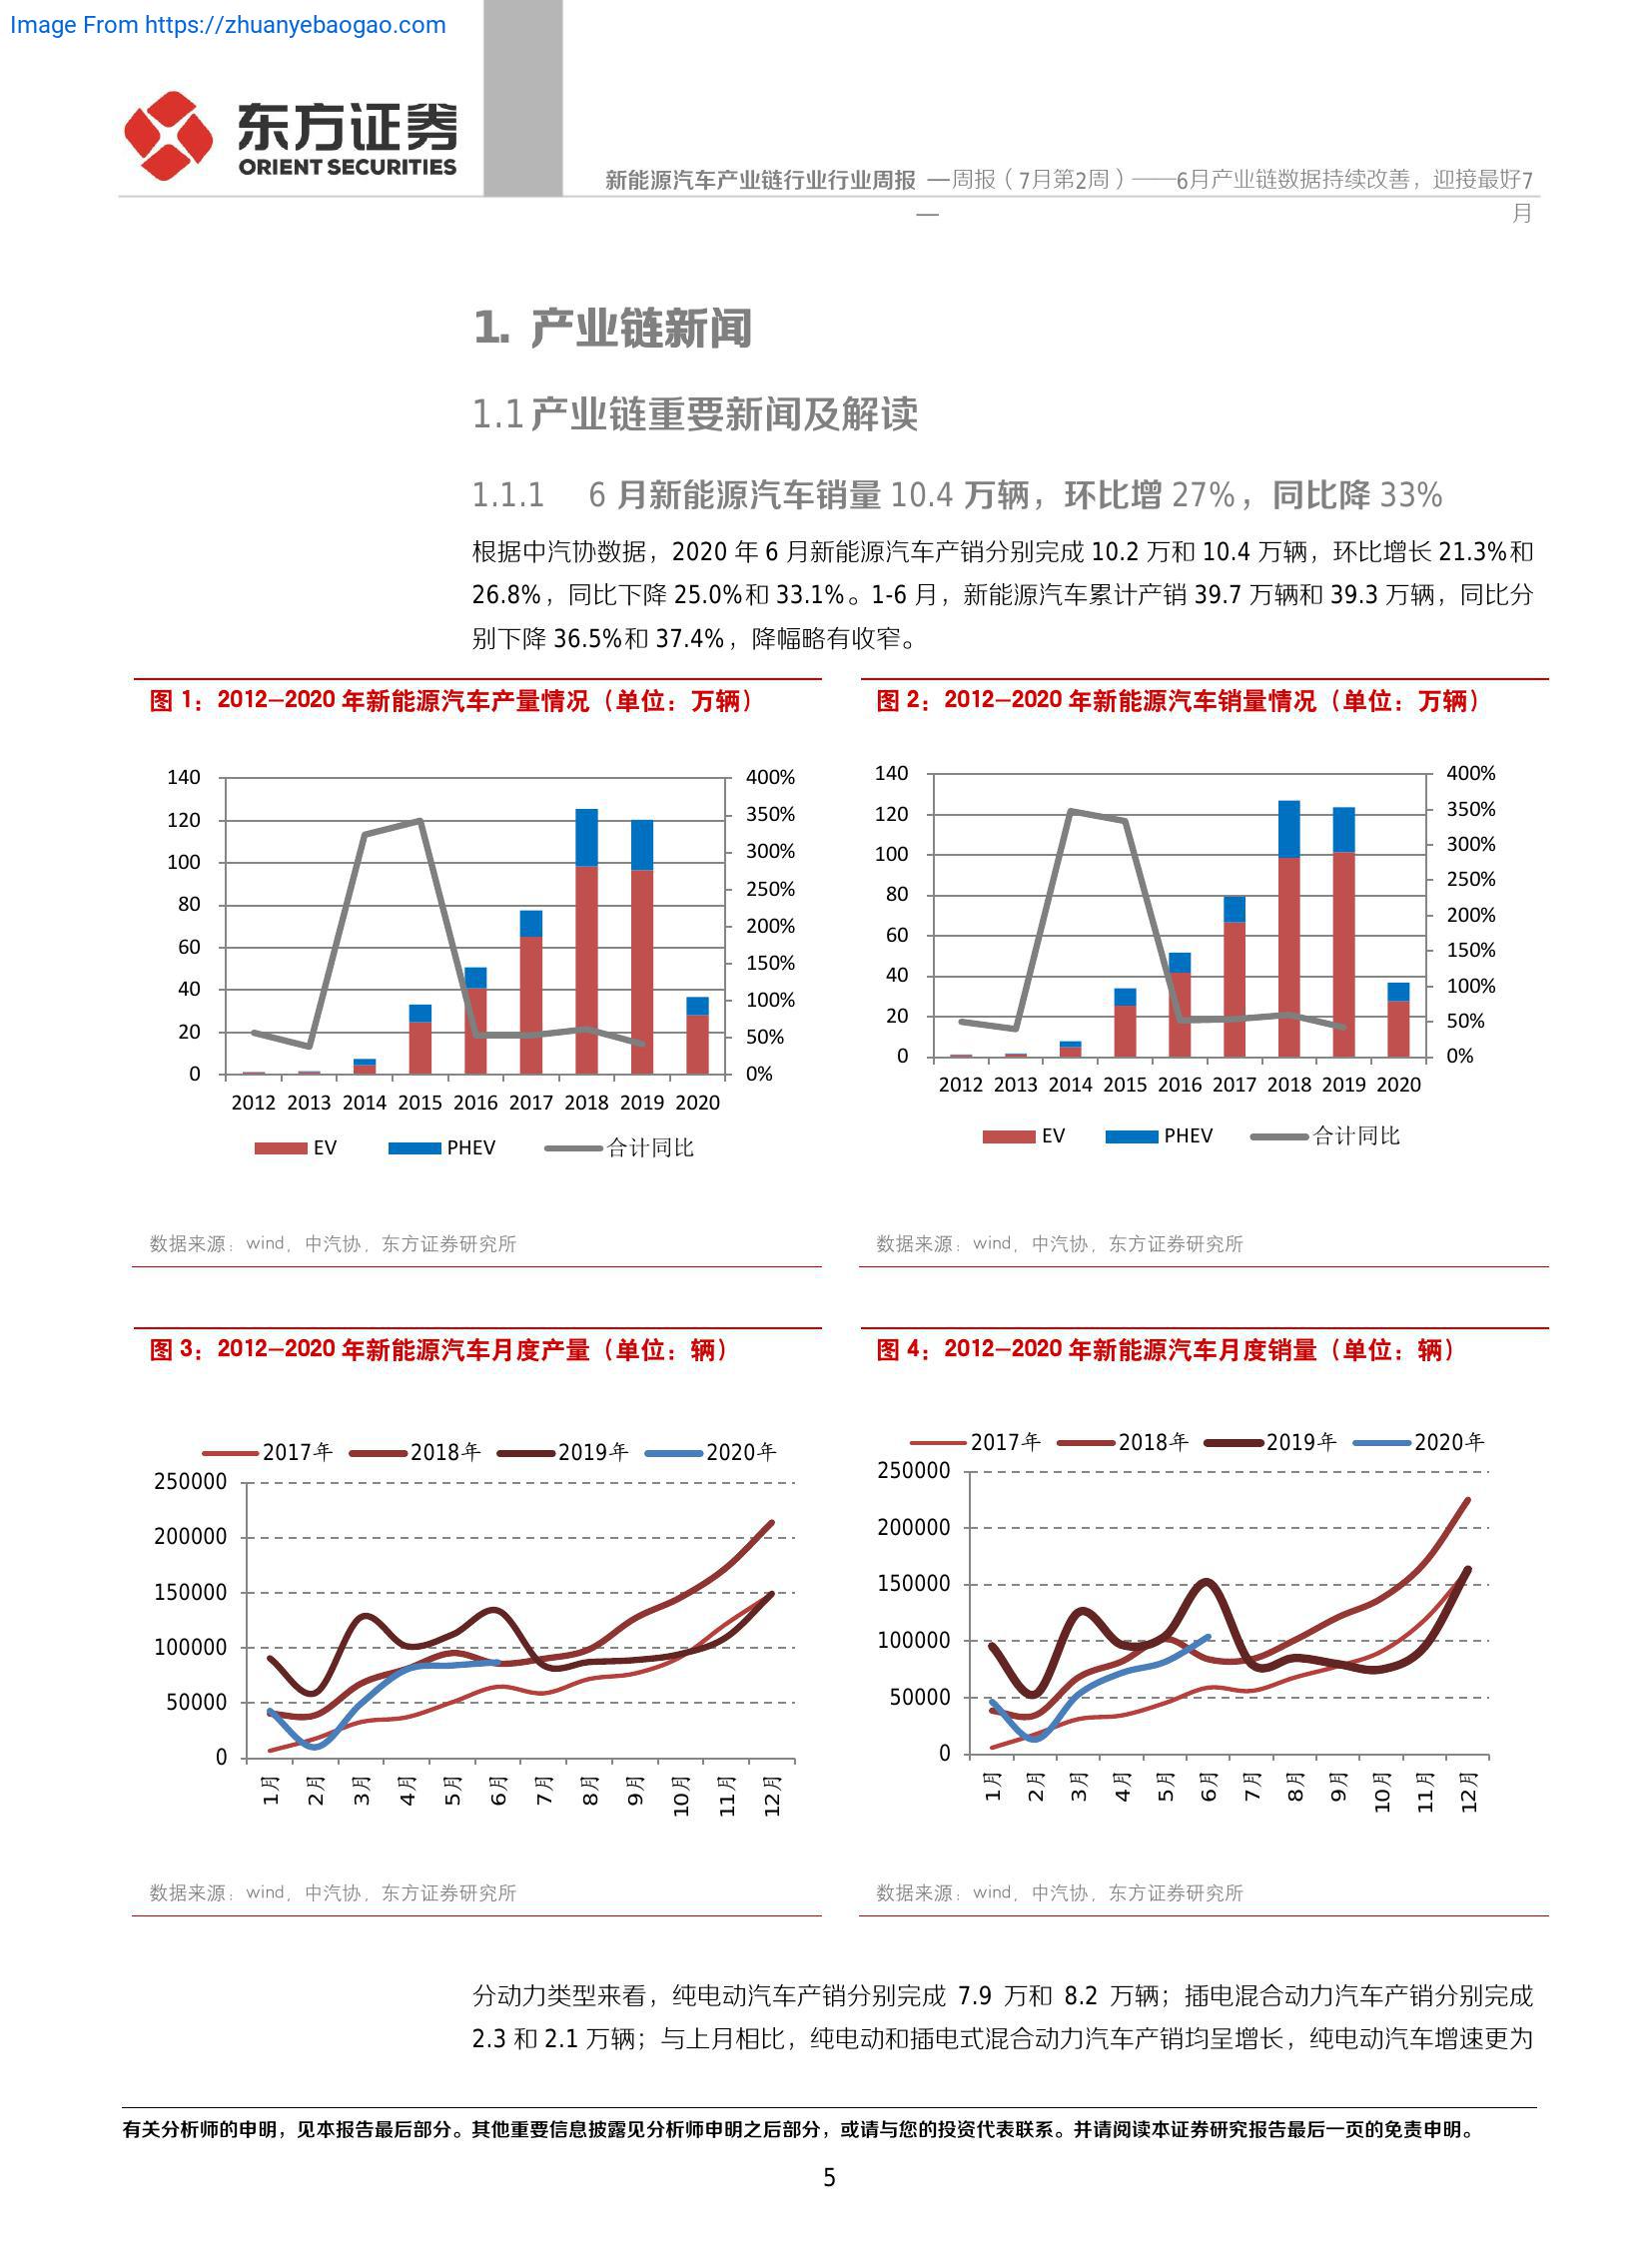 Image From https://zhuanyebaogao.com
东方证券
ORIENT SECURITIES
新能源汽车产业链行业行业周报 —周报（7月第2周）——6月产业链数据持续改善，迎接最好7
—
月
1. 产业链新闻
1.1产业链重要新闻及解读
1.1.1 6 月新能源汽车销量 10.4 万辆，环比增 27%，同比降 33%
根据中汽协数据，2020 年 6 月新能源汽车产销分别完成 10.2 万和 10.4 万辆，环比增长 21.3%和
26.8%，同比下降 25.0%和 33.1%。1-6 月，新能源汽车累计产销 39.7 万辆和 39.3 万辆，同比分
别下降 36.5%和 37.4%，降幅略有收窄。
图 1：2012–2020 年新能源汽车产量情况（单位：万辆）
140
120
100
80
60
40
20
0
400%
350%
300%
250%
200%
150%
100%
50%
0%
2012 2013 2014 2015 2016 2017 2018 2019 2020
EV PHEV 合计同比
数据来源：wind，中汽协，东方证券研究所
图 2：2012–2020 年新能源汽车销量情况（单位：万辆）
140
120
100
80
60
40
20
0
400%
350%
300%
250%
200%
150%
100%
50%
0%
2012 2013 2014 2015 2016 2017 2018 2019 2020
EV PHEV 合计同比
数据来源：wind，中汽协，东方证券研究所
图 3：2012–2020 年新能源汽车月度产量（单位：辆）
2017年 2018年 2019年 2020年
250000
200000
150000
100000
50000
0
1月 2月 3月 4月 5月 6月 7月 8月 9月 10月 11月 12月
数据来源：wind，中汽协，东方证券研究所
图 4：2012–2020 年新能源汽车月度销量（单位：辆）
2017年 2018年 2019年 2020年
250000
200000
150000
100000
50000
0
1月 2月 3月 4月 5月 6月 7月 8月 9月 10月 11月 12月
数据来源：wind，中汽协，东方证券研究所
分动力类型来看，纯电动汽车产销分别完成 7.9 万和 8.2 万辆；插电混合动力汽车产销分别完成
2.3 和 2.1 万辆；与上月相比，纯电动和插电式混合动力汽车产销均呈增长，纯电动汽车增速更为
有关分析师的申明，见本报告最后部分。其他重要信息披露见分析师申明之后部分，或请与您的投资代表联系。并请阅读本证券研究报告最后一页的免责申明。
5